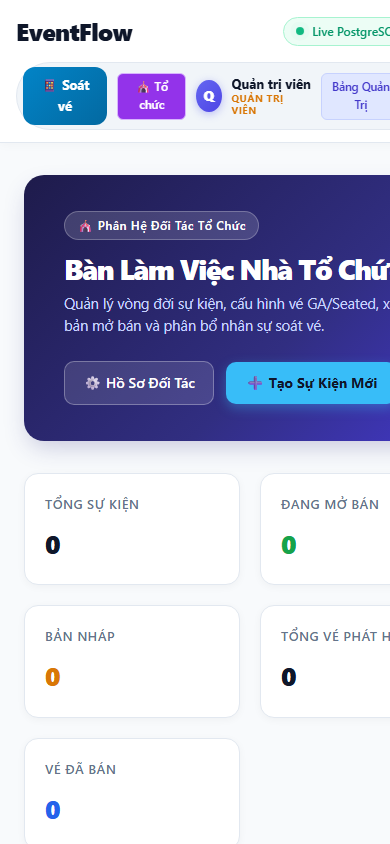 EventFlow
Live PostgreSQ
Soát vé
Tổ chức
Q
Quản trị viên
QUẢN TRỊ VIÊN
Bảng Quản Trị
Phân Hệ Đối Tác Tổ Chức
Bàn Làm Việc Nhà Tổ Chứ
Quản lý vòng đời sự kiện, cấu hình vé GA/Seated, x
bản mở bán và phân bổ nhân sự soát vé.
Hồ Sơ Đối Tác
Tạo Sự Kiện Mới
TỔNG SỰ KIỆN
0
ĐANG MỞ BÁN
0
BẢN NHÁP
0
TỔNG VÉ PHÁT H
0
VÉ ĐÃ BÁN
0